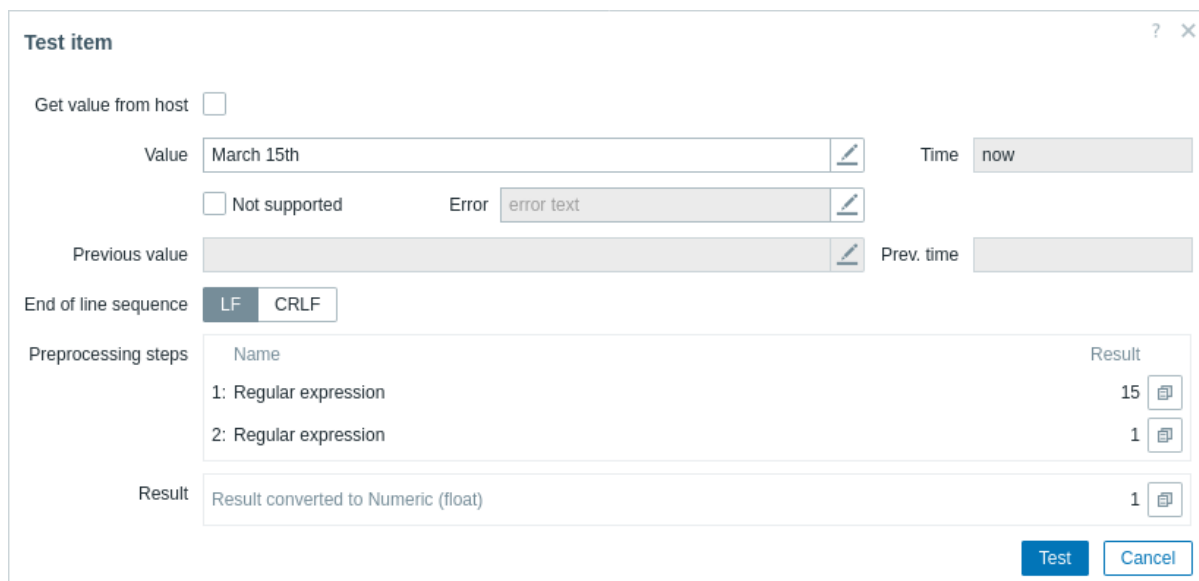 Test item ? ×
Get value from host
Value March 15th Time now
Not supported Error error text
Previous value Prev. time
End of line sequence LF CRLF
Preprocessing steps Name Result
1: Regular expression 15
2: Regular expression 1
Result Result converted to Numeric (float) 1
Test Cancel